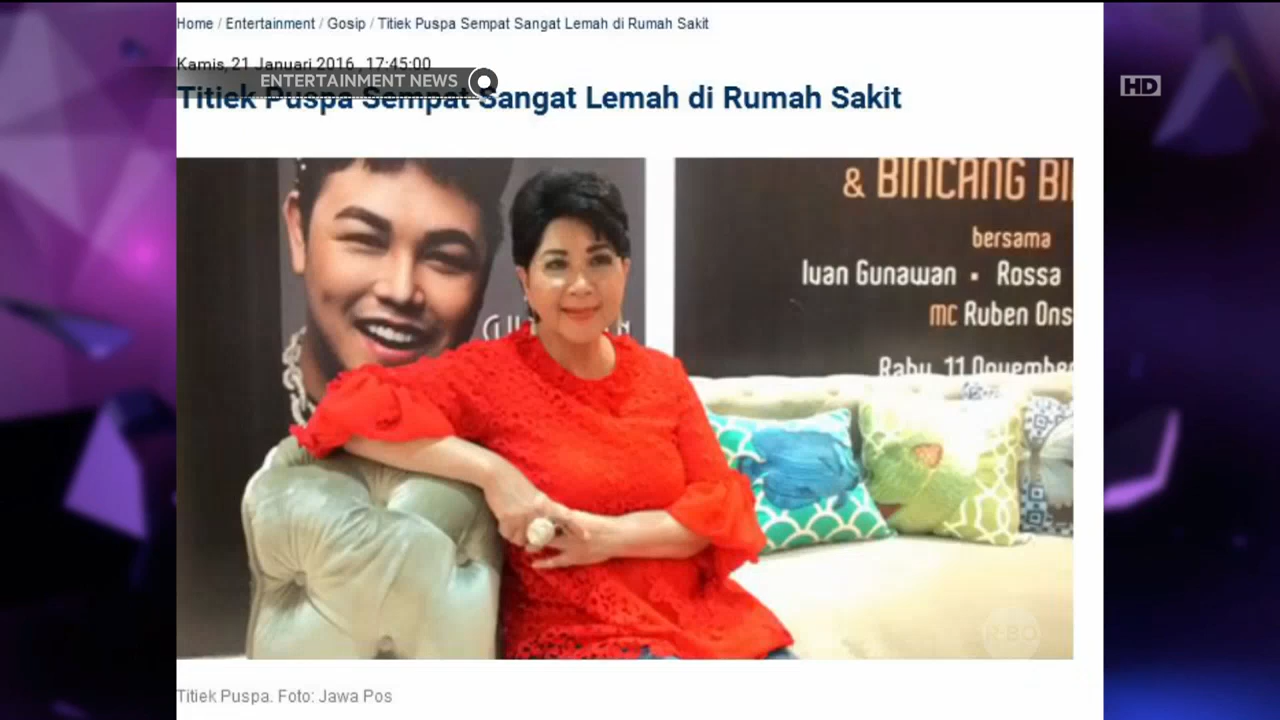 Home / Entertainment / Gosip / Titiek Puspa Sempat Sangat Lemah di Rumah Sakit
Kamis, 21 Januari 2016 , 17:45:00
ENTERTAINMENT NEWS
HD
Titiek Puspa Sempat Sangat Lemah di Rumah Sakit
& BINCANG BI
bersama
Ivan Gunawan • Rossa
mc Ruben Ons
Rabu, 11 November
Titiek Puspa. Foto: Jawa Pos